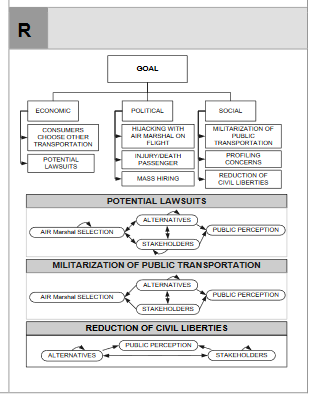 R
GOAL
ECONOMIC
POLITICAL
SOCIAL
CONSUMERS
CHOOSE OTHER
TRANSPORTATION
POTENTIAL
LAWSUITS
HIJACKING WITH
AIR MARSHAL ON
FLIGHT
INJURY/DEATH
PASSENGER
MASS HIRING
MILITARIZATION OF
PUBLIC
TRANSPORTATION
PROFILING
CONCERNS
REDUCTION OF
CIVIL LIBERTIES
POTENTIAL LAWSUITS
ALTERNATIVES
AIR Marshal SELECTION
PUBLIC PERCEPTION
STAKEHOLDERS
MILITARIZATION OF PUBLIC TRANSPORTATION
ALTERNATIVES
AIR Marshal SELECTION
PUBLIC PERCEPTION
STAKEHOLDERS
REDUCTION OF CIVIL LIBERTIES
PUBLIC PERCEPTION
ALTERNATIVES
STAKEHOLDERS